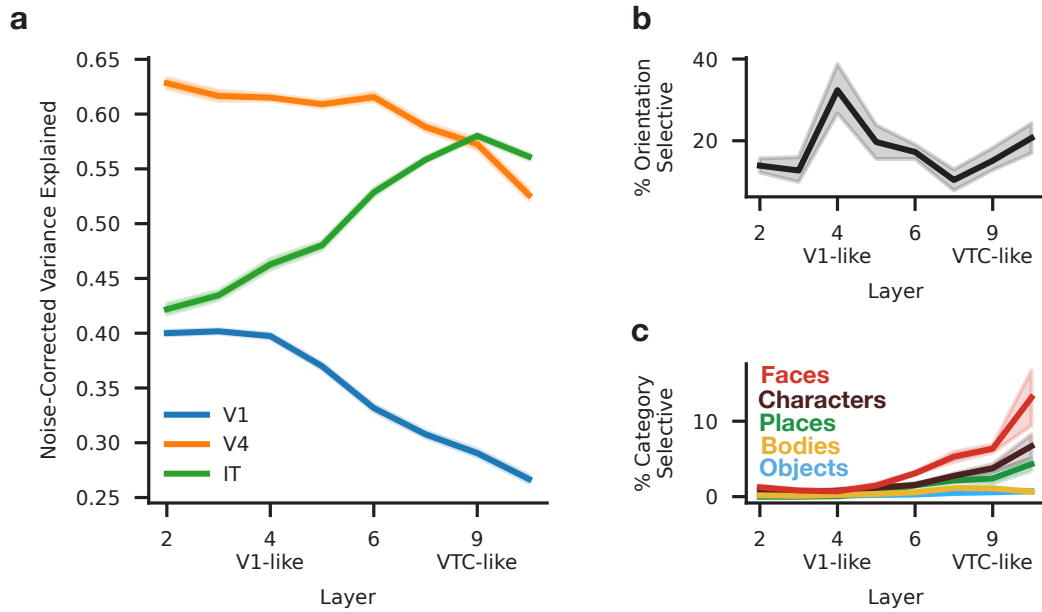 a
0.65
0.60
0.55
0.50
0.45
0.40
0.35
0.30
0.25
Noise-Corrected Variance Explained
V1
V4
IT
2 4 6 9
V1-like VTC-like
Layer
b
40
20
% Orientation
Selective
2 4 6 9
V1-like VTC-like
Layer
c
10
0
% Category
Selective
Faces
Characters
Places
Bodies
Objects
2 4 6 9
V1-like VTC-like
Layer